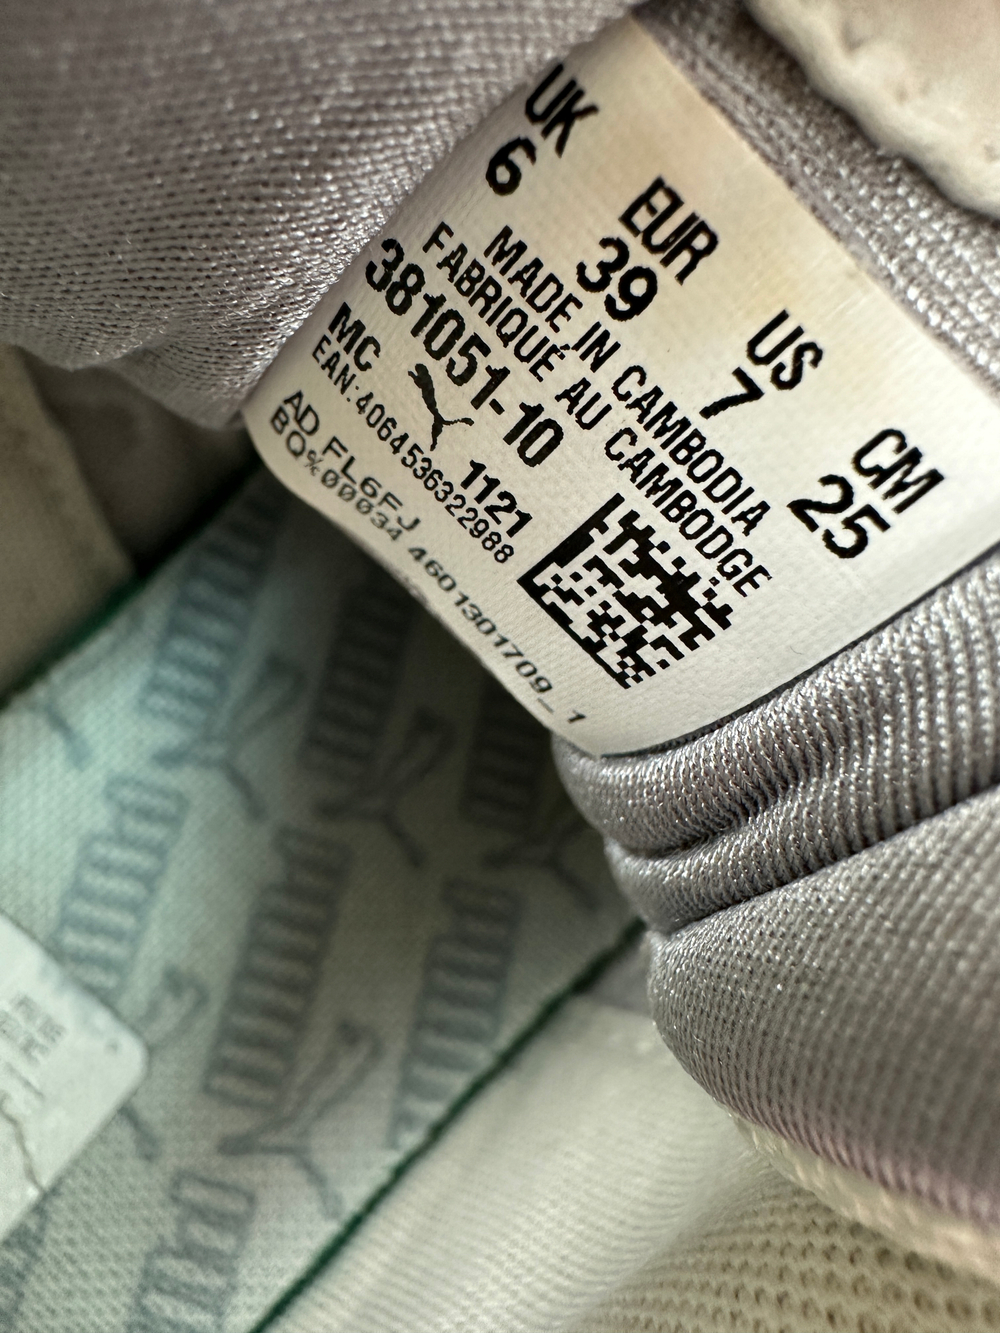 UK EUR US CM
6 39 7 25
MADE IN CAMBODIA
FABRIQUÉ AU CAMBODGE
381051-10
MC 1121
EAN:4064536322988
AD FL6FJ
BQ%00034 4601301709_1